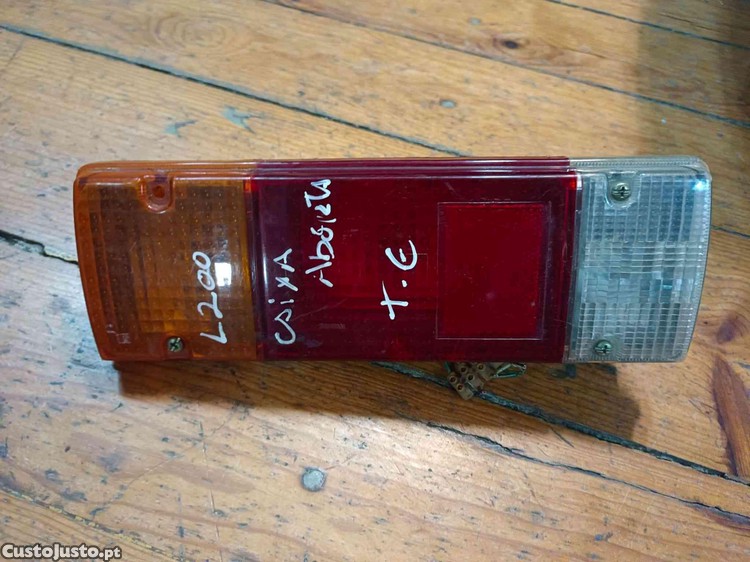 L200
CAIXA
AbERTA
T.E
CustoJusto.pt